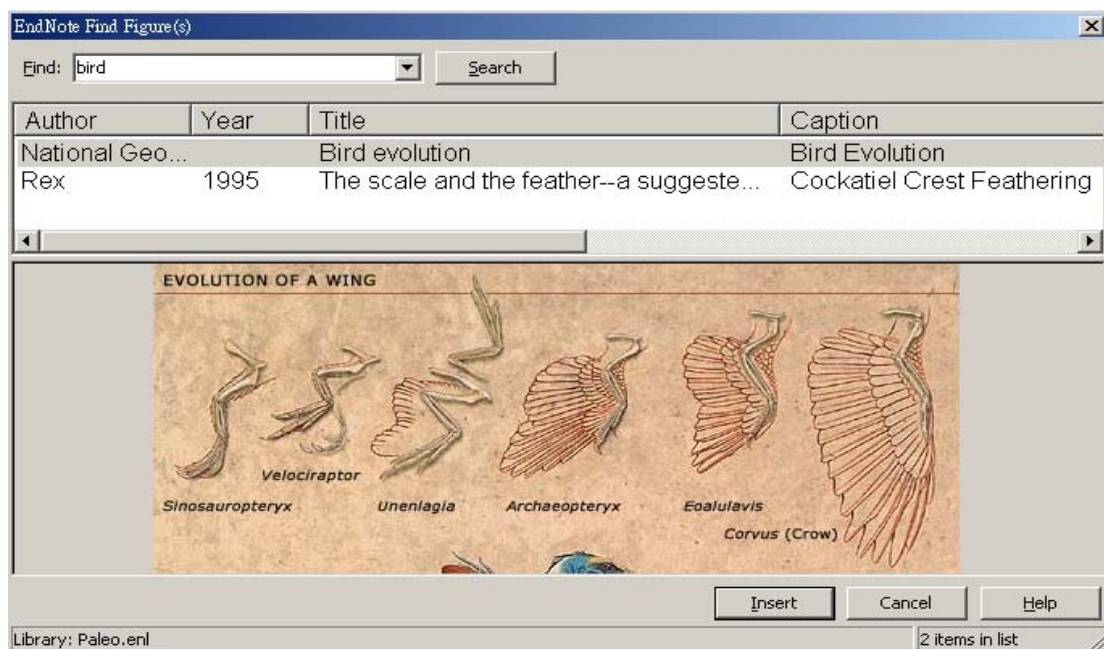 EndNote Find Figure(s)
Find: bird Search
Author Year Title Caption
National Geo... Bird evolution Bird Evolution
Rex 1995 The scale and the feather--a suggeste... Cockatiel Crest Feathering
EVOLUTION OF A WING
Velociraptor
Sinosauropteryx Unenlagia Archaeopteryx Eoalulavis
Corvus (Crow)
Insert Cancel Help
Library: Paleo.enl 2 items in list